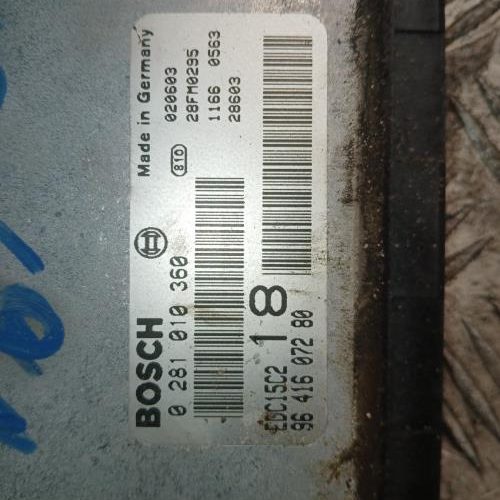 BOSCH
0 281 010 360
Made in Germany
810
020603
28FM0295
1166 0563
28603
EDC15C2
18
96 416 072 80